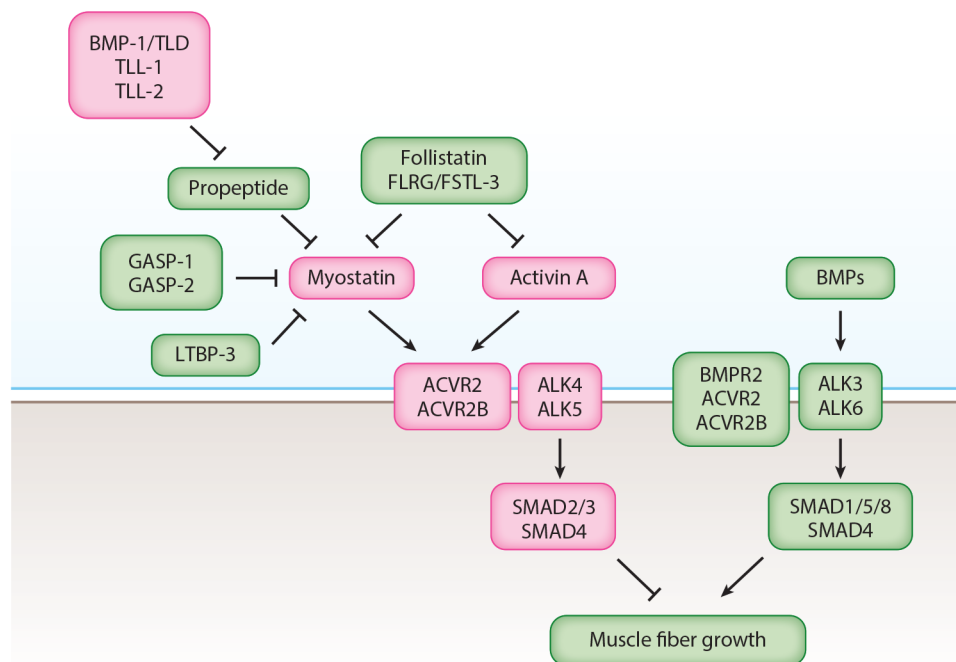 BMP-1/TLD
TLL-1
TLL-2
Propeptide
Follistatin
FLRG/FSTL-3
GASP-1
GASP-2
Myostatin
Activin A
BMPs
LTBP-3
ACVR2
ACVR2B
ALK4
ALK5
BMPR2
ACVR2
ACVR2B
ALK3
ALK6
SMAD2/3
SMAD4
SMAD1/5/8
SMAD4
Muscle fiber growth